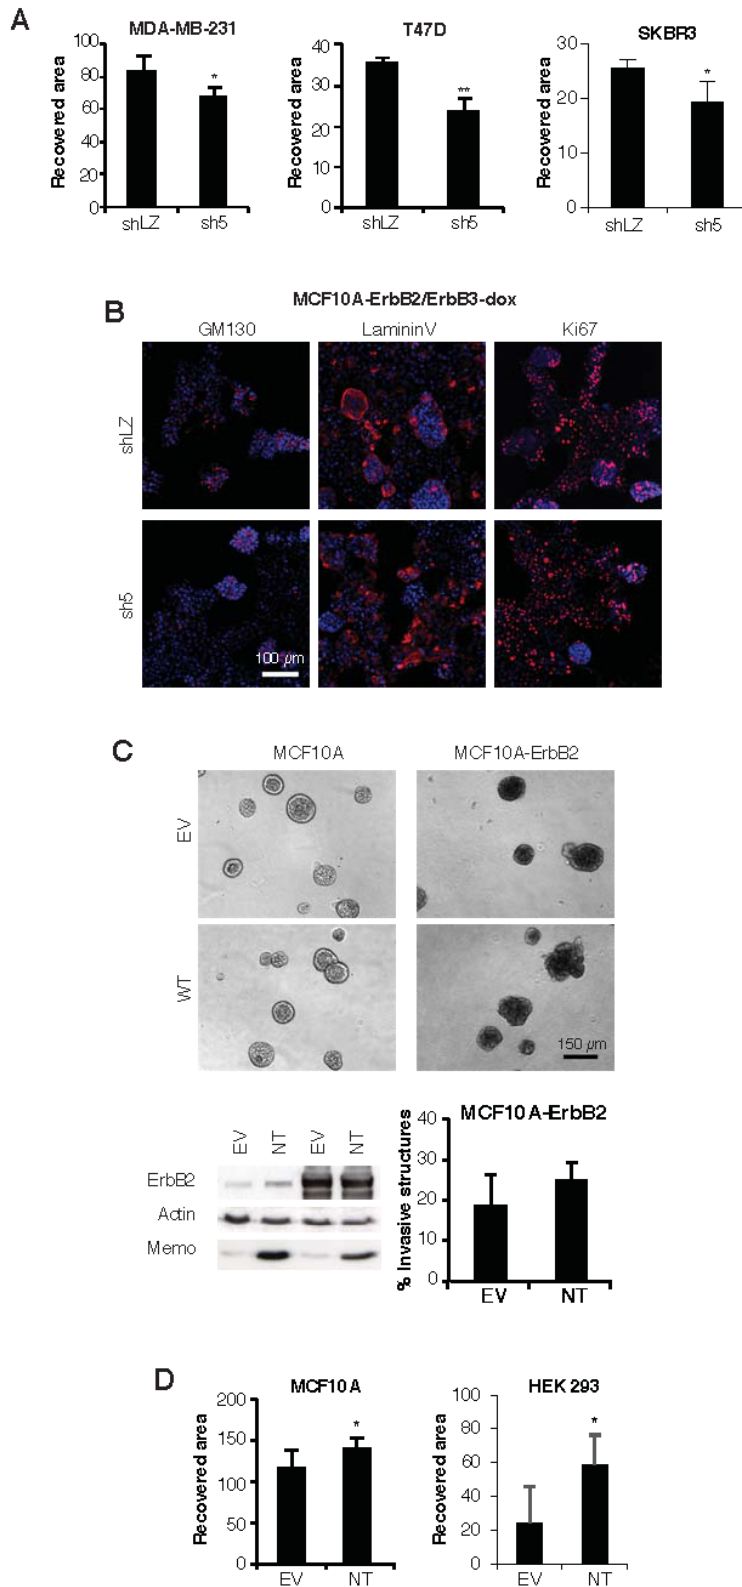 A
MDA-MB-231
T47D
SKBR3
Recovered area
100
80
60
40
20
0
*
shLZ
sh5
Recovered area
40
30
20
10
0
**
shLZ
sh5
Recovered area
30
20
10
0
*
shLZ
sh5
B
MCF10A-ErbB2/ErbB3-dox
GM130
LamininV
Ki67
shLZ
sh5
100 µm
C
MCF10A
MCF10A-ErbB2
EV
WT
150 µm
EV
NT
EV
NT
ErbB2
Actin
Memo
MCF10A-ErbB2
% Invasive structures
40
30
20
10
0
EV
NT
D
MCF10A
HEK 293
Recovered area
200
150
100
50
0
*
EV
NT
Recovered area
100
80
60
40
20
0
*
EV
NT